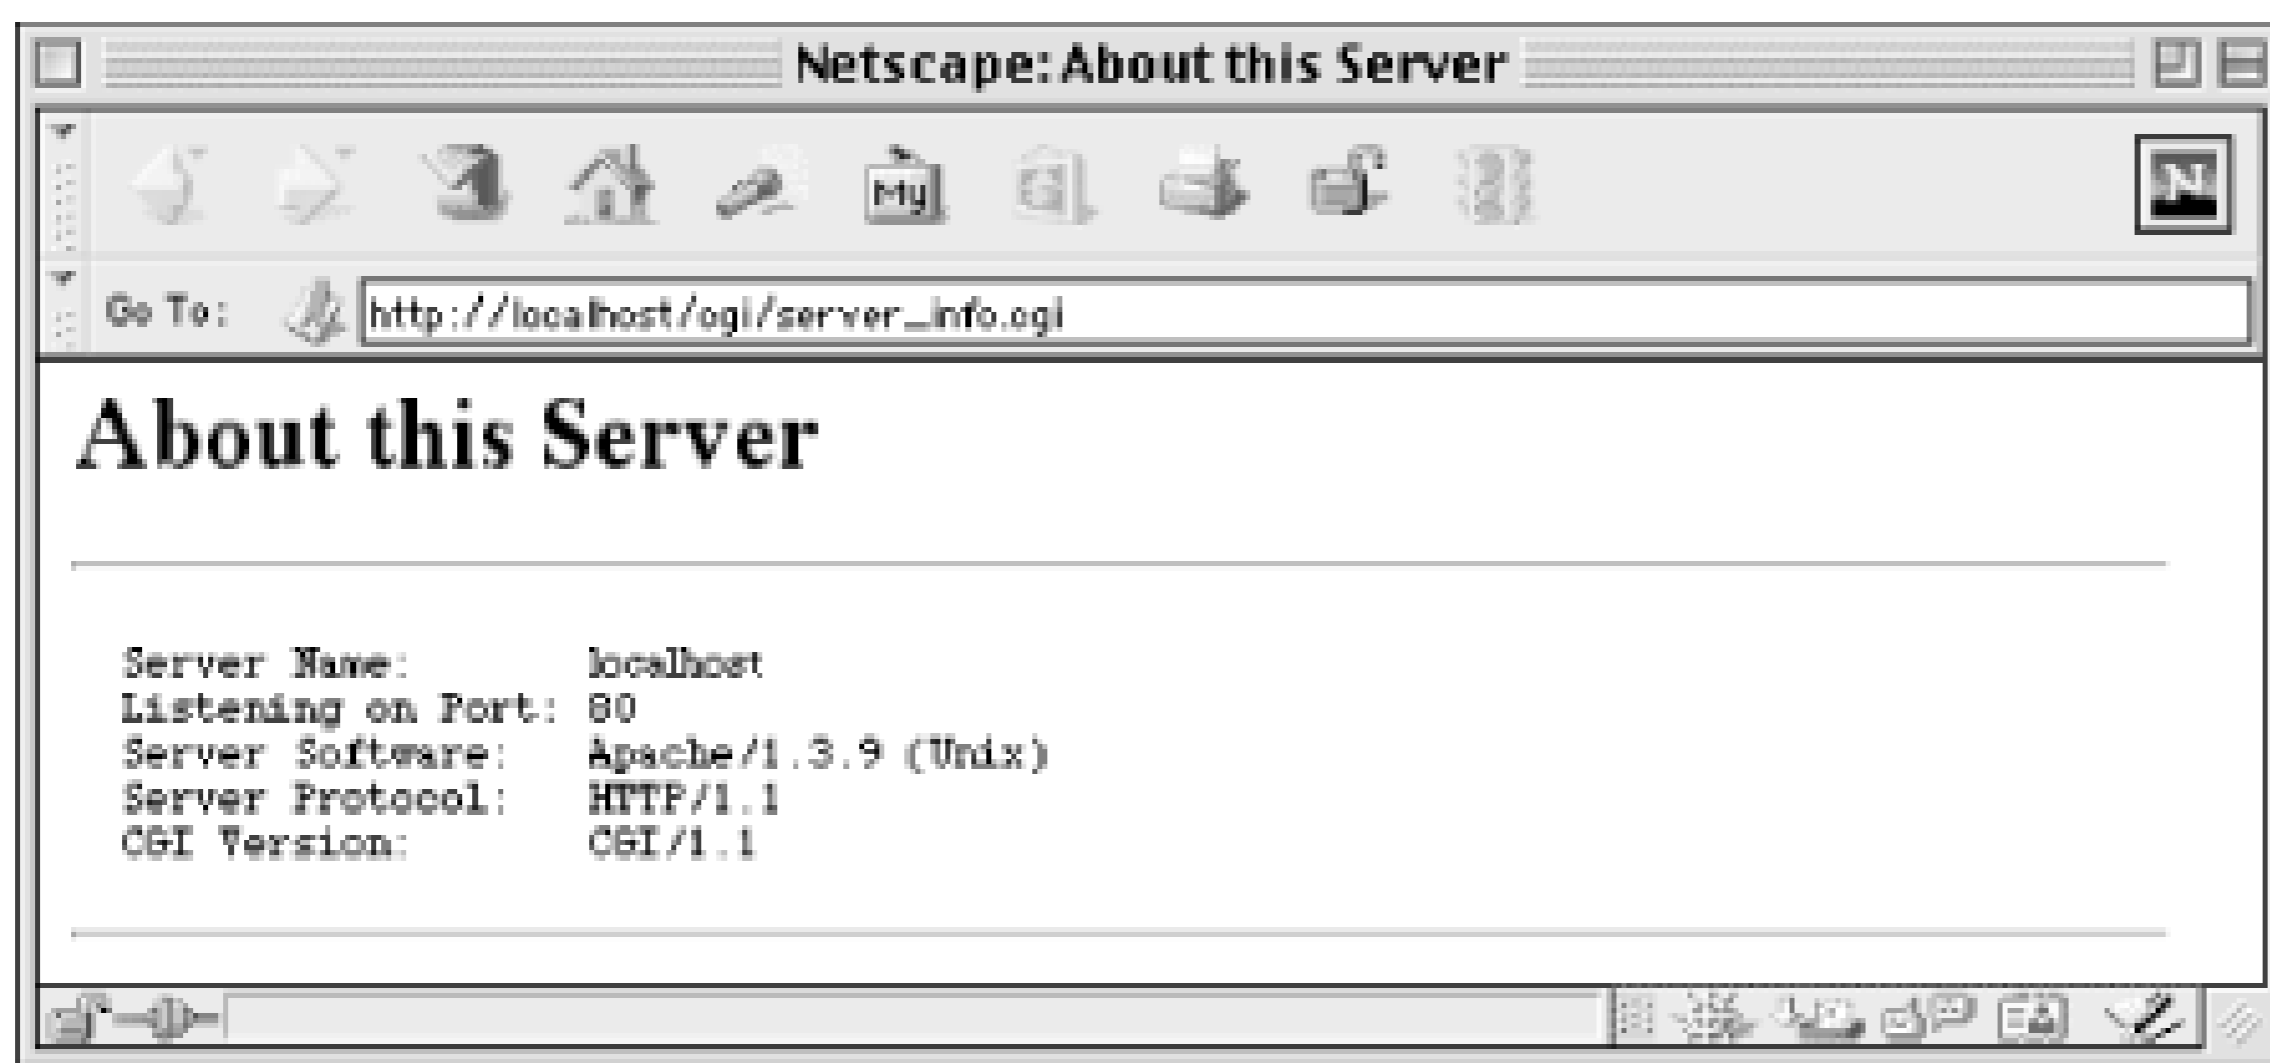 Netscape: About this Server
My
N
Go To:
http://localhost/cgi/server_info.cgi
About this Server
Server Name: localhost
Listening on Port: 80
Server Software: Apache/1.3.9 (Unix)
Server Protocol: HTTP/1.1
CGI Version: CGI/1.1